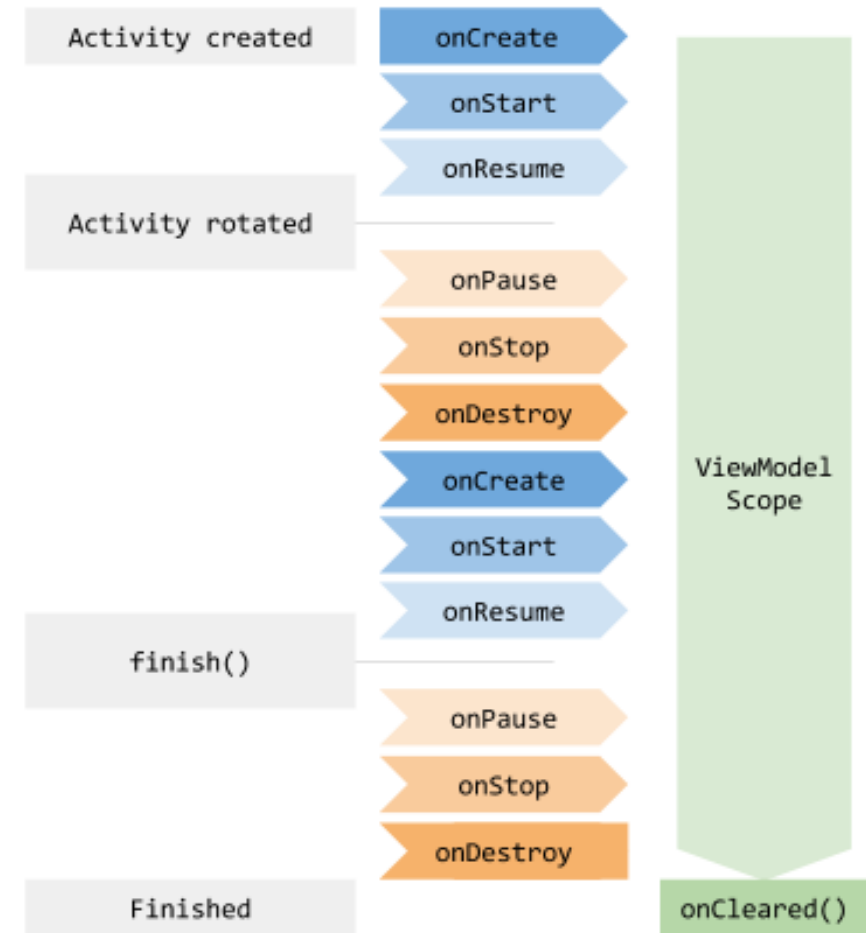 Activity created
onCreate
onStart
onResume
Activity rotated
onPause
onStop
onDestroy
onCreate
onStart
onResume
finish()
onPause
onStop
onDestroy
Finished
ViewModel
Scope
onCleared()